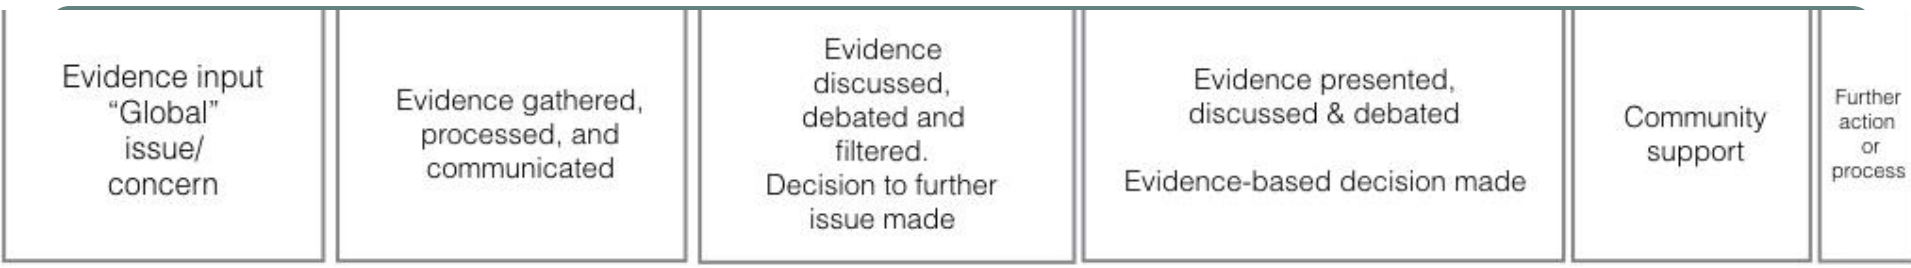 Evidence input
“Global”
issue/
concern
Evidence gathered,
processed, and
communicated
Evidence
discussed,
debated and
filtered.
Decision to further
issue made
Evidence presented,
discussed & debated
Evidence-based decision made
Community
support
Further
action
or
process